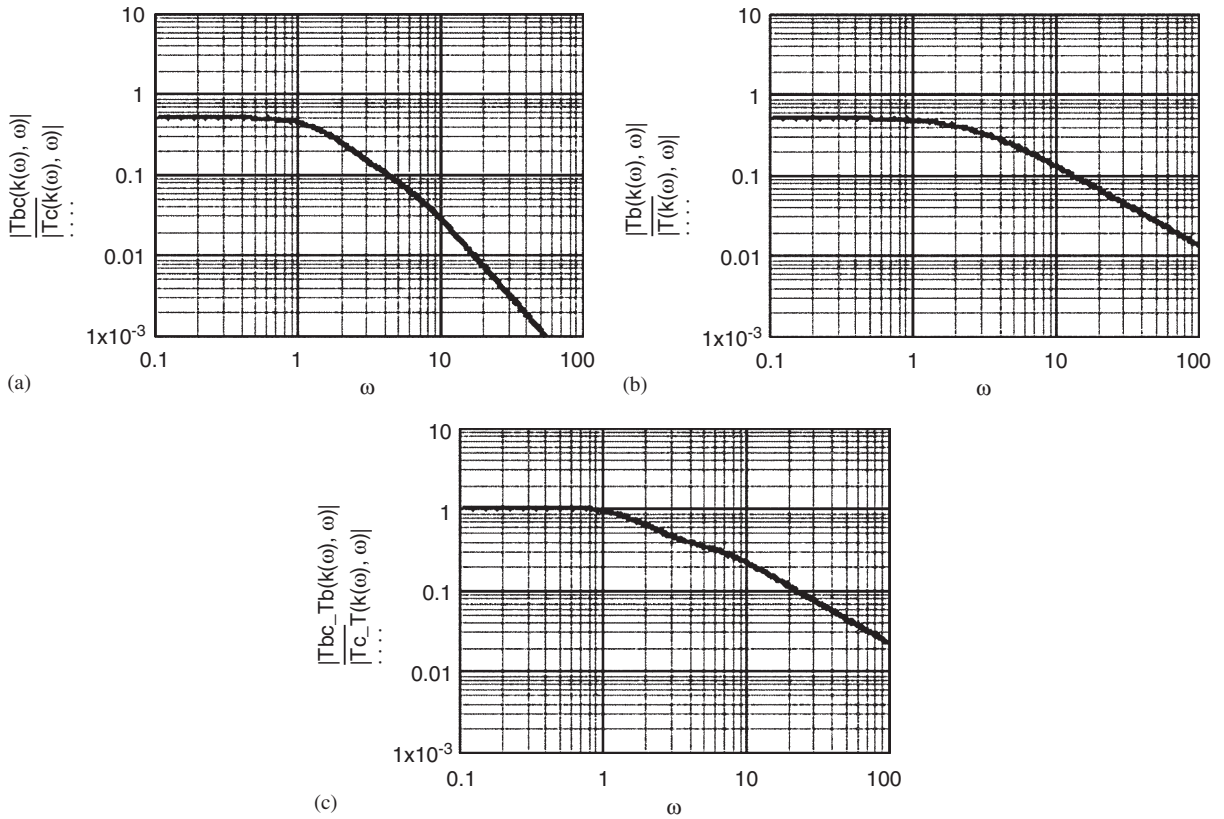 10
1
0.1
0.01
1x10⁻³
0.1 1 10 100
|Tbc(k(ω), ω)|
|Tc(k(ω), ω)|
. . . .
ω
(a)
10
1
0.1
0.01
1x10⁻³
0.1 1 10 100
|Tb(k(ω), ω)|
|T(k(ω), ω)|
. . . .
ω
(b)
10
1
0.1
0.01
1x10⁻³
0.1 1 10 100
|Tbc_Tb(k(ω), ω)|
|Tc_T(k(ω), ω)|
. . . .
ω
(c)